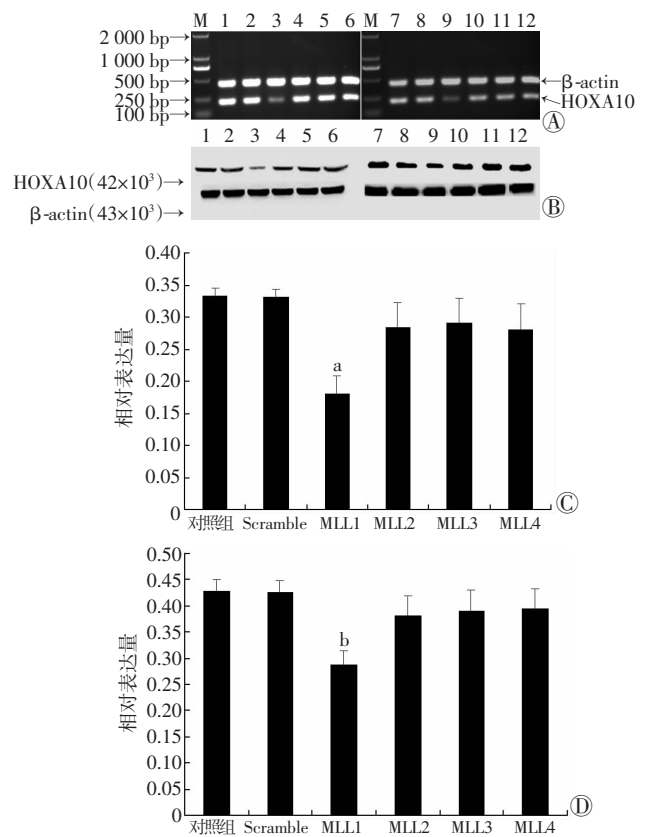 M 1 2 3 4 5 6 M 7 8 9 10 11 12
2 000 bp
1 000 bp
500 bp
250 bp
100 bp
β-actin
HOXA10
Ⓐ
1 2 3 4 5 6 7 8 9 10 11 12
HOXA10(42×10³)
β-actin(43×10³)
Ⓑ
0.40
0.35
0.30
0.25
0.20
0.15
0.10
0.05
0
相对表达量
a
对照组 Scramble MLL1 MLL2 MLL3 MLL4
Ⓒ
0.50
0.45
0.40
0.35
0.30
0.25
0.20
0.15
0.10
0.05
0
相对表达量
b
对照组 Scramble MLL1 MLL2 MLL3 MLL4
Ⓓ